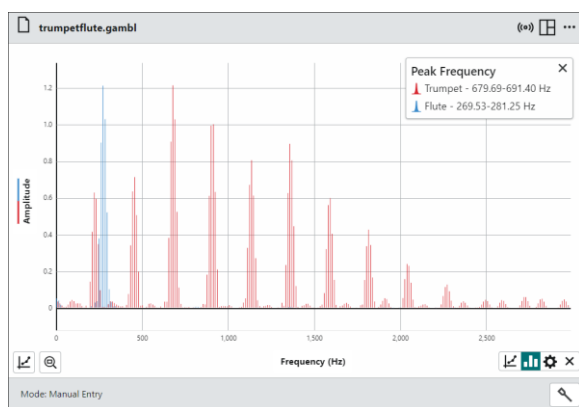 trumpetflute.gambl
Peak Frequency
Trumpet - 679.69-691.40 Hz
Flute - 269.53-281.25 Hz
Amplitude
1.2
1.0
0.8
0.6
0.4
0.2
0
0
500
1,000
1,500
2,000
2,500
Frequency (Hz)
Mode: Manual Entry